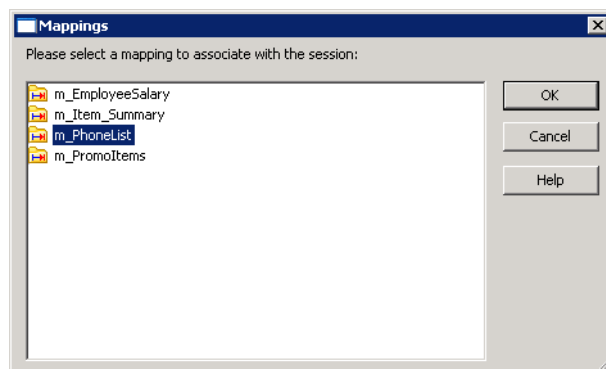 Mappings
Please select a mapping to associate with the session:
m_EmployeeSalary
m_Item_Summary
m_PhoneList
m_PromoItems
OK
Cancel
Help